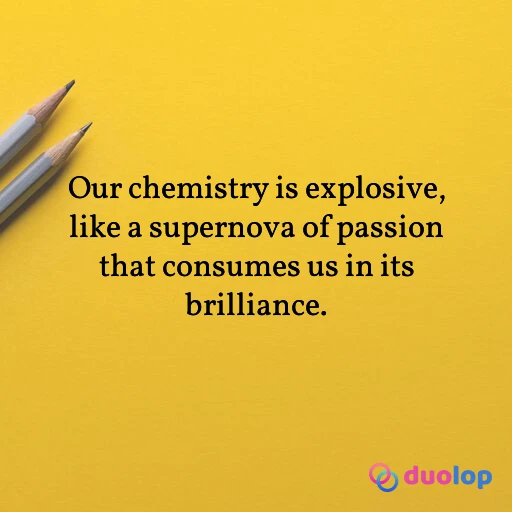 Our chemistry is explosive,
like a supernova of passion
that consumes us in its
brilliance.
duolop